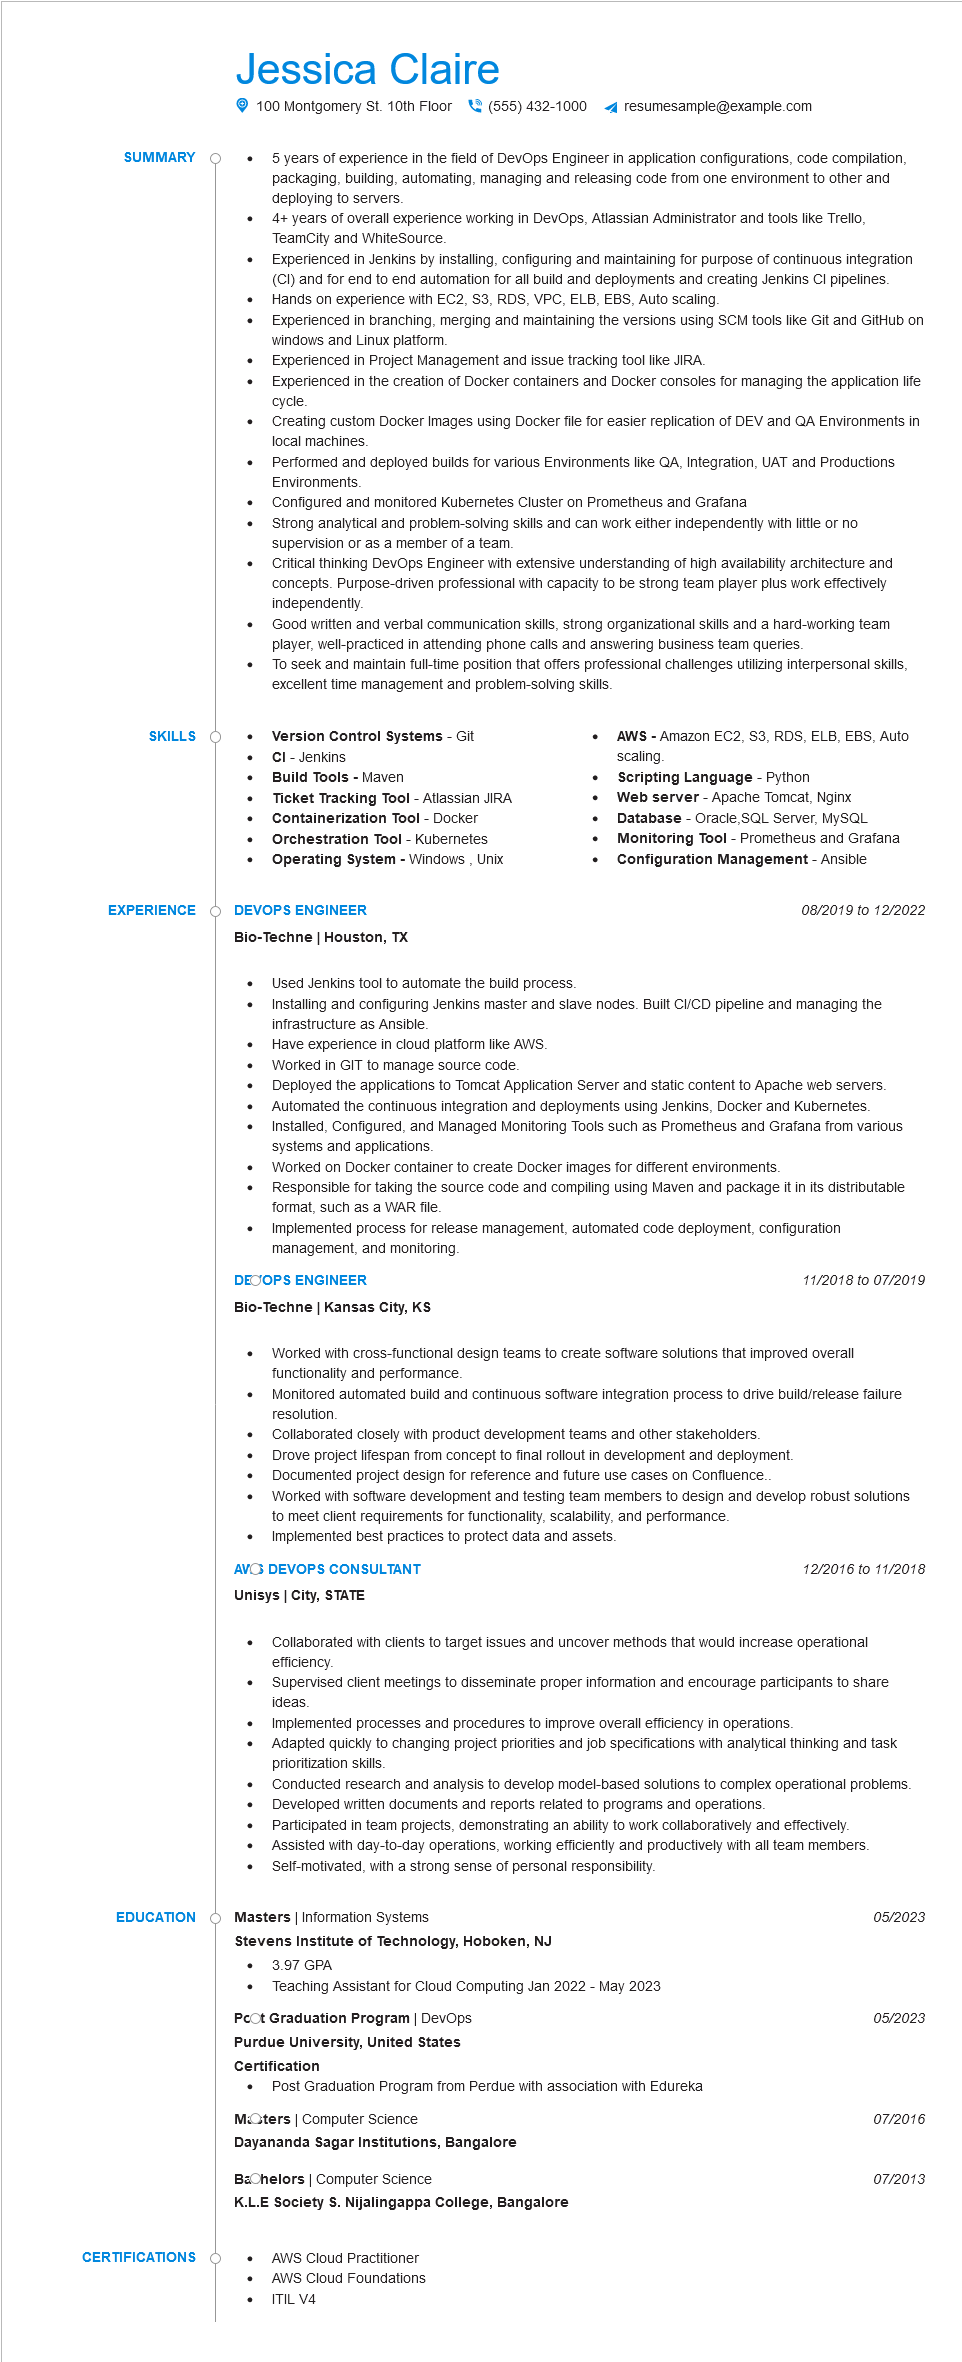 Jessica Claire
100 Montgomery St. 10th Floor (555) 432-1000 resumesample@example.com
SUMMARY
5 years of experience in the field of DevOps Engineer in application configurations, code compilation,
packaging, building, automating, managing and releasing code from one environment to other and
deploying to servers.
4+ years of overall experience working in DevOps, Atlassian Administrator and tools like Trello,
TeamCity and WhiteSource.
Experienced in Jenkins by installing, configuring and maintaining for purpose of continuous integration
(CI) and for end to end automation for all build and deployments and creating Jenkins CI pipelines.
Hands on experience with EC2, S3, RDS, VPC, ELB, EBS, Auto scaling.
Experienced in branching, merging and maintaining the versions using SCM tools like Git and GitHub on
windows and Linux platform.
Experienced in Project Management and issue tracking tool like JIRA.
Experienced in the creation of Docker containers and Docker consoles for managing the application life
cycle.
Creating custom Docker Images using Docker file for easier replication of DEV and QA Environments in
local machines.
Performed and deployed builds for various Environments like QA, Integration, UAT and Productions
Environments.
Configured and monitored Kubernetes Cluster on Prometheus and Grafana
Strong analytical and problem-solving skills and can work either independently with little or no
supervision or as a member of a team.
Critical thinking DevOps Engineer with extensive understanding of high availability architecture and
concepts. Purpose-driven professional with capacity to be strong team player plus work effectively
independently.
Good written and verbal communication skills, strong organizational skills and a hard-working team
player, well-practiced in attending phone calls and answering business team queries.
To seek and maintain full-time position that offers professional challenges utilizing interpersonal skills,
excellent time management and problem-solving skills.
SKILLS
Version Control Systems - Git
CI - Jenkins
Build Tools - Maven
Ticket Tracking Tool - Atlassian JIRA
Containerization Tool - Docker
Orchestration Tool - Kubernetes
Operating System - Windows , Unix
AWS - Amazon EC2, S3, RDS, ELB, EBS, Auto
scaling.
Scripting Language - Python
Web server - Apache Tomcat, Nginx
Database - Oracle,SQL Server, MySQL
Monitoring Tool - Prometheus and Grafana
Configuration Management - Ansible
EXPERIENCE
DEVOPS ENGINEER 08/2019 to 12/2022
Bio-Techne | Houston, TX
Used Jenkins tool to automate the build process.
Installing and configuring Jenkins master and slave nodes. Built CI/CD pipeline and managing the
infrastructure as Ansible.
Have experience in cloud platform like AWS.
Worked in GIT to manage source code.
Deployed the applications to Tomcat Application Server and static content to Apache web servers.
Automated the continuous integration and deployments using Jenkins, Docker and Kubernetes.
Installed, Configured, and Managed Monitoring Tools such as Prometheus and Grafana from various
systems and applications.
Worked on Docker container to create Docker images for different environments.
Responsible for taking the source code and compiling using Maven and package it in its distributable
format, such as a WAR file.
Implemented process for release management, automated code deployment, configuration
management, and monitoring.
DEVOPS ENGINEER 11/2018 to 07/2019
Bio-Techne | Kansas City, KS
Worked with cross-functional design teams to create software solutions that improved overall
functionality and performance.
Monitored automated build and continuous software integration process to drive build/release failure
resolution.
Collaborated closely with product development teams and other stakeholders.
Drove project lifespan from concept to final rollout in development and deployment.
Documented project design for reference and future use cases on Confluence..
Worked with software development and testing team members to design and develop robust solutions
to meet client requirements for functionality, scalability, and performance.
Implemented best practices to protect data and assets.
AWS DEVOPS CONSULTANT 12/2016 to 11/2018
Unisys | City, STATE
Collaborated with clients to target issues and uncover methods that would increase operational
efficiency.
Supervised client meetings to disseminate proper information and encourage participants to share
ideas.
Implemented processes and procedures to improve overall efficiency in operations.
Adapted quickly to changing project priorities and job specifications with analytical thinking and task
prioritization skills.
Conducted research and analysis to develop model-based solutions to complex operational problems.
Developed written documents and reports related to programs and operations.
Participated in team projects, demonstrating an ability to work collaboratively and effectively.
Assisted with day-to-day operations, working efficiently and productively with all team members.
Self-motivated, with a strong sense of personal responsibility.
EDUCATION
Masters | Information Systems 05/2023
Stevens Institute of Technology, Hoboken, NJ
3.97 GPA
Teaching Assistant for Cloud Computing Jan 2022 - May 2023
Post Graduation Program | DevOps 05/2023
Purdue University, United States
Certification
Post Graduation Program from Perdue with association with Edureka
Masters | Computer Science 07/2016
Dayananda Sagar Institutions, Bangalore
Bachelors | Computer Science 07/2013
K.L.E Society S. Nijalingappa College, Bangalore
CERTIFICATIONS
AWS Cloud Practitioner
AWS Cloud Foundations
ITIL V4